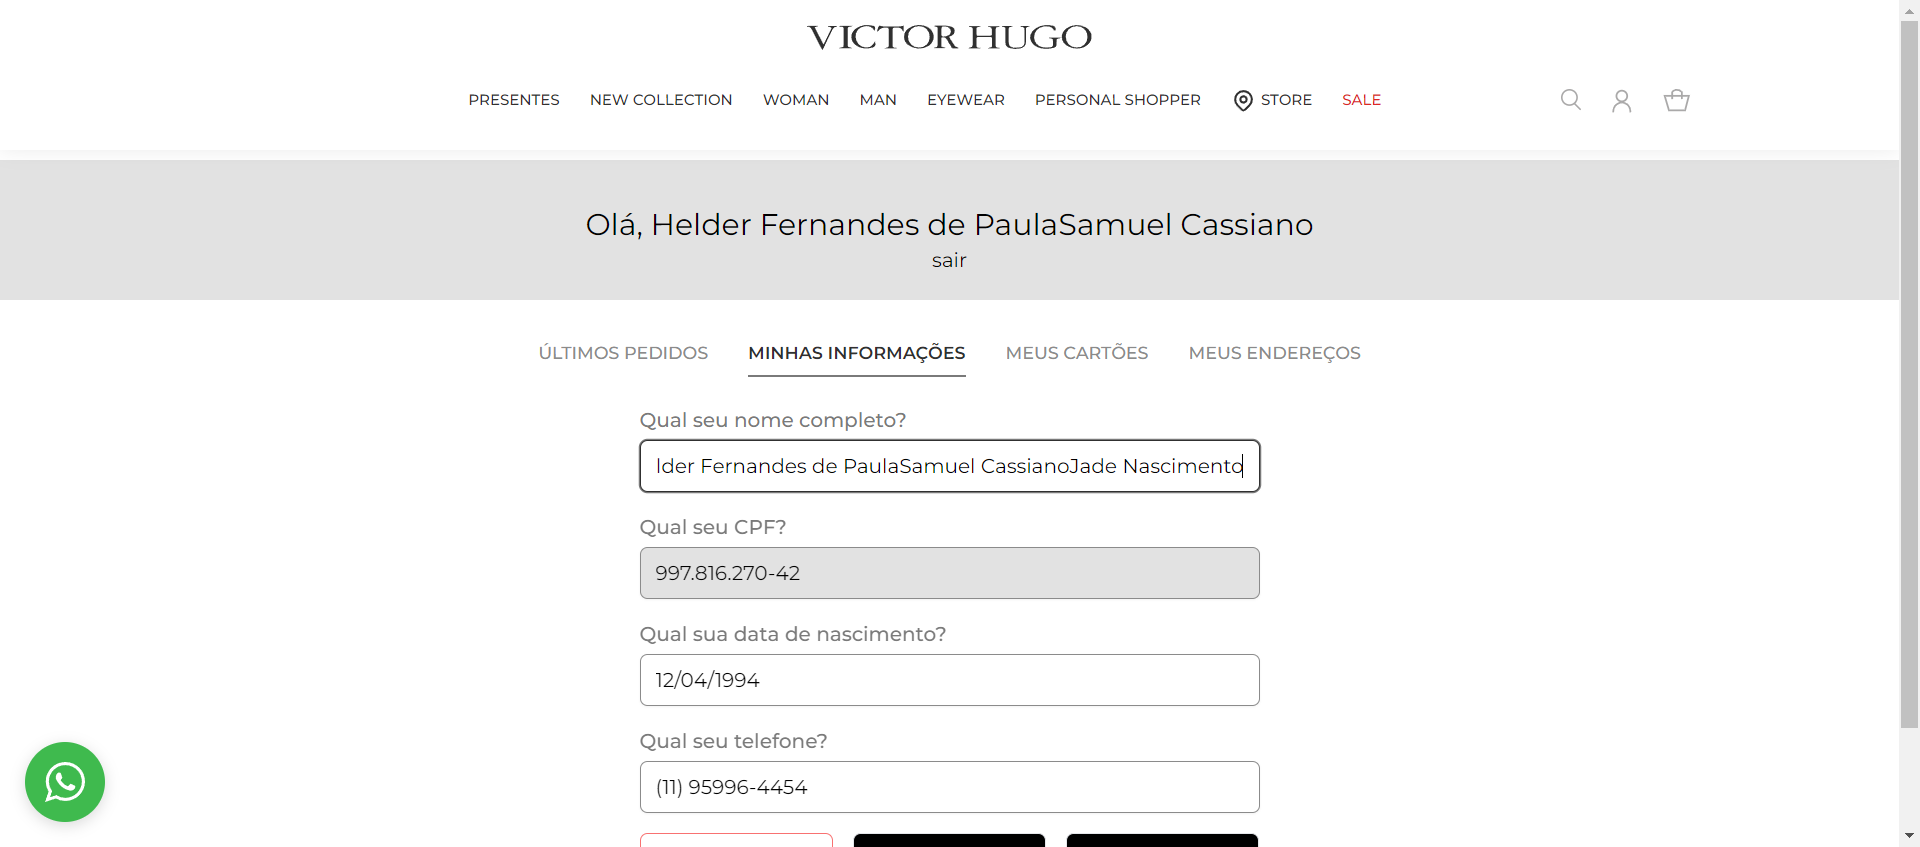 VICTOR HUGO
PRESENTES NEW COLLECTION WOMAN MAN EYEWEAR PERSONAL SHOPPER STORE SALE
Olá, Helder Fernandes de PaulaSamuel Cassiano
sair
ÚLTIMOS PEDIDOS MINHAS INFORMAÇÕES MEUS CARTÕES MEUS ENDEREÇOS
Qual seu nome completo?
lder Fernandes de PaulaSamuel CassianoJade Nascimento
Qual seu CPF?
997.816.270-42
Qual sua data de nascimento?
12/04/1994
Qual seu telefone?
(11) 95996-4454